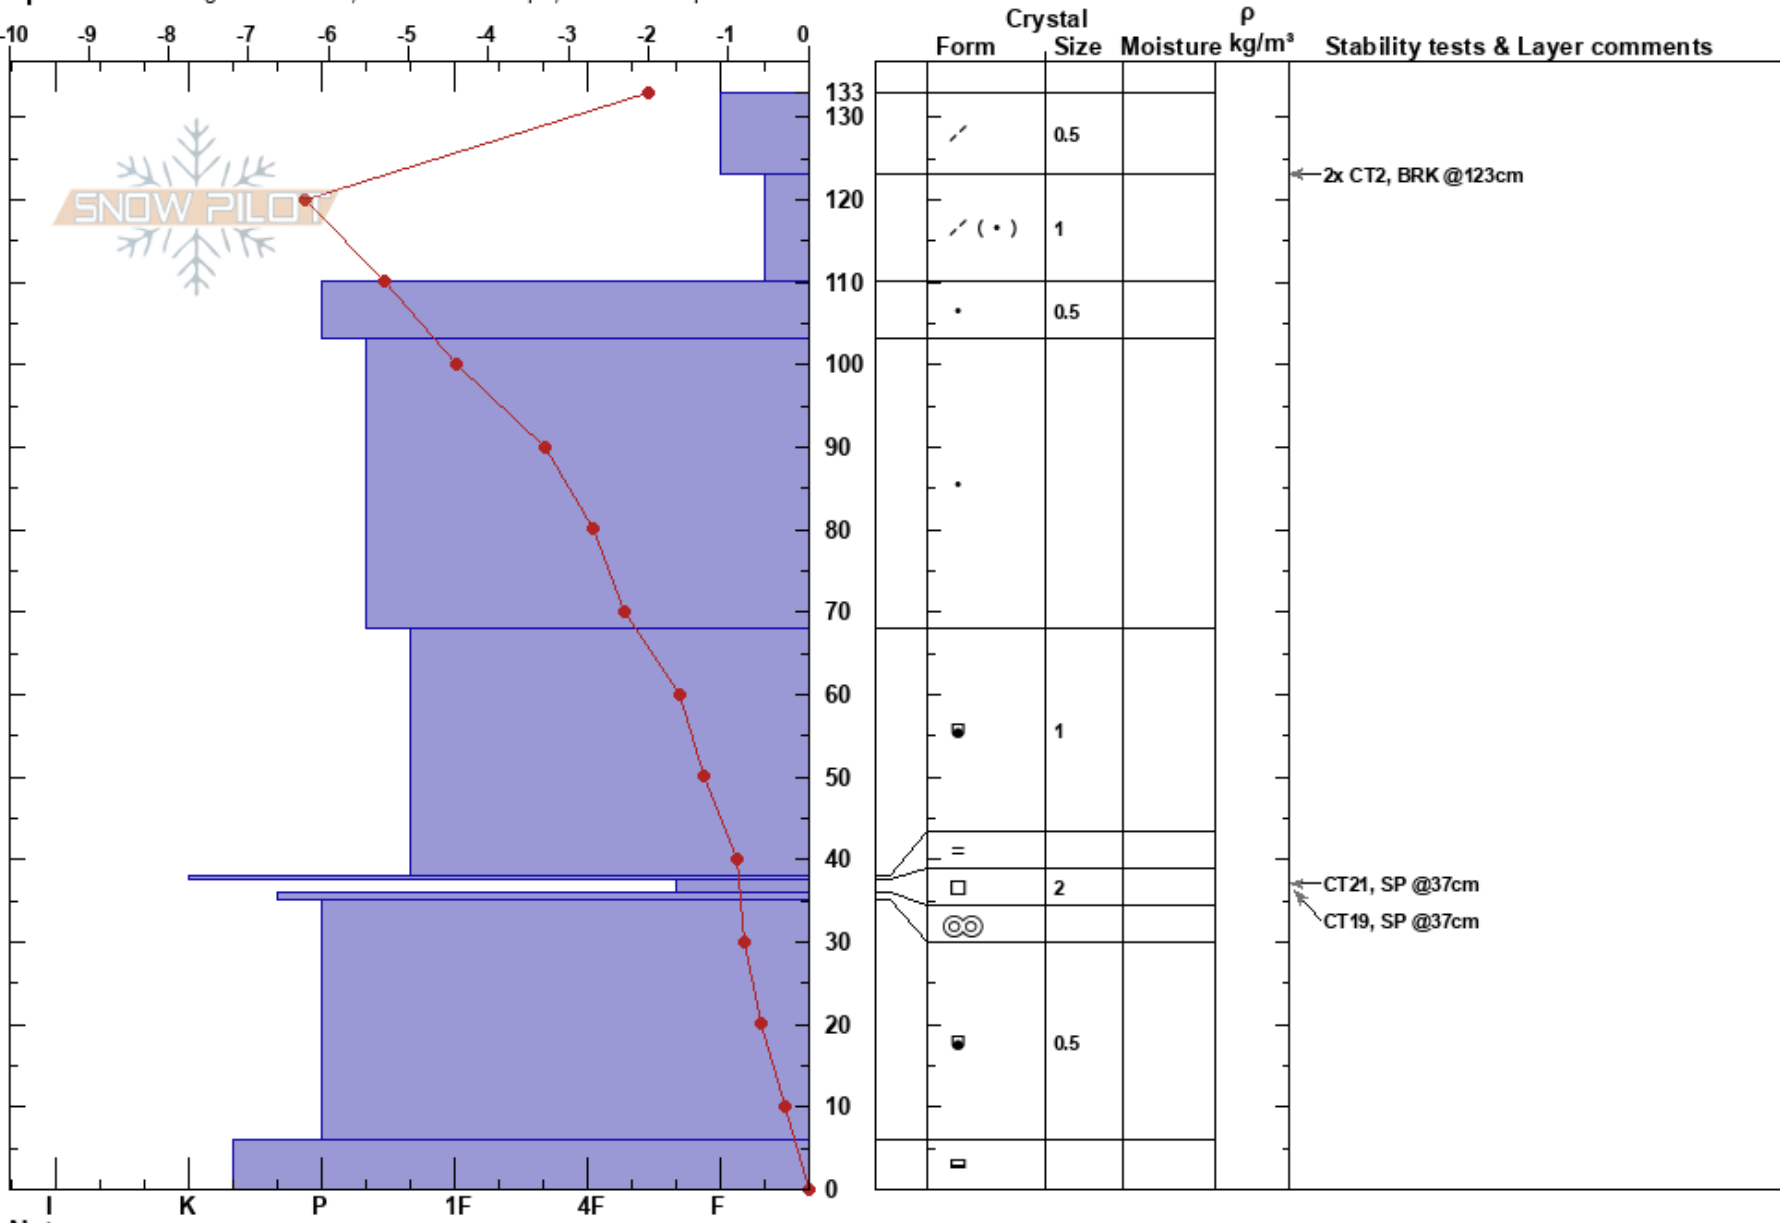 Crystal ρ
-10 -9 -8 -7 -6 -5 -4 -3 -2 -1 0 Form Size Moisture kg/m³ Stability tests & Layer comments
133
130
0.5
2x CT2, BRK @123cm
120
SNOW PILOT
( • ) 1
110
0.5
100
90
80
70
60
1
50
40
=
2 CT21, SP @37cm
CT19, SP @37cm
30
20
0.5
10
0
I K P 1F 4F F